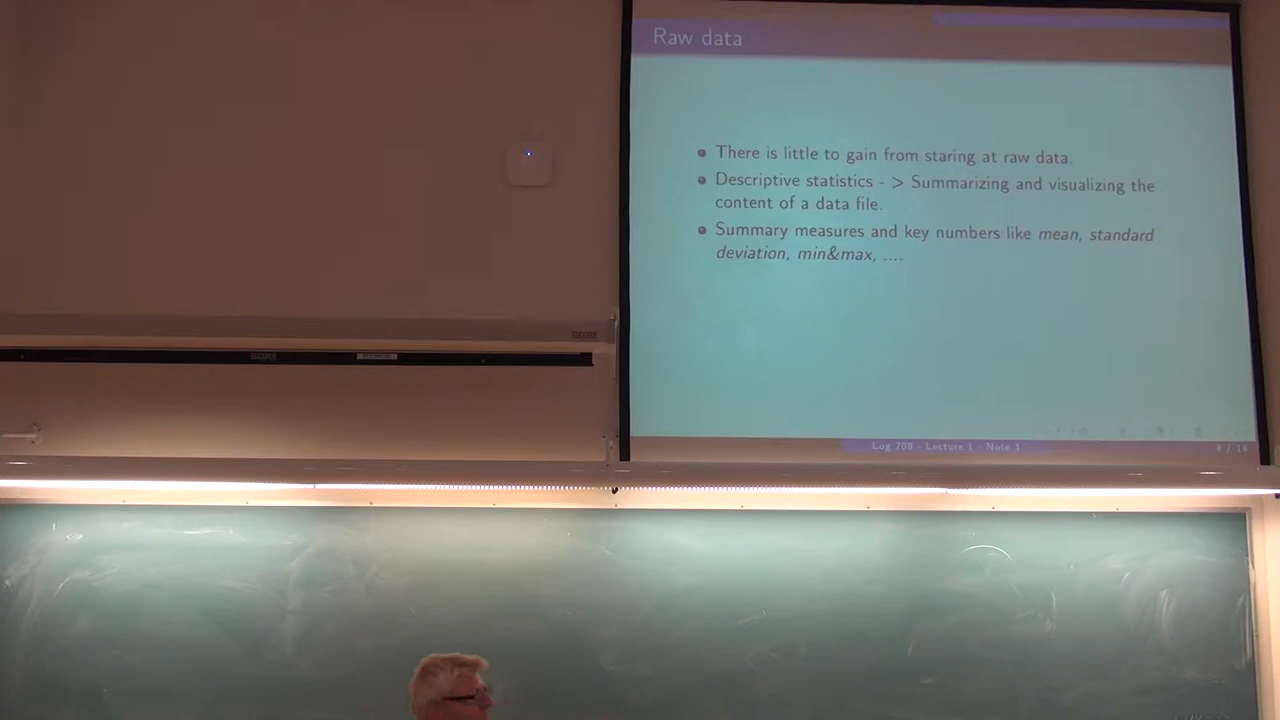 Raw data
There is little to gain from staring at raw data.
Descriptive statistics - > Summarizing and visualizing the
content of a data file.
Summary measures and key numbers like mean, standard
deviation, min&max, ....
Log 708 - Lecture 1 - Note 1
4 / 14